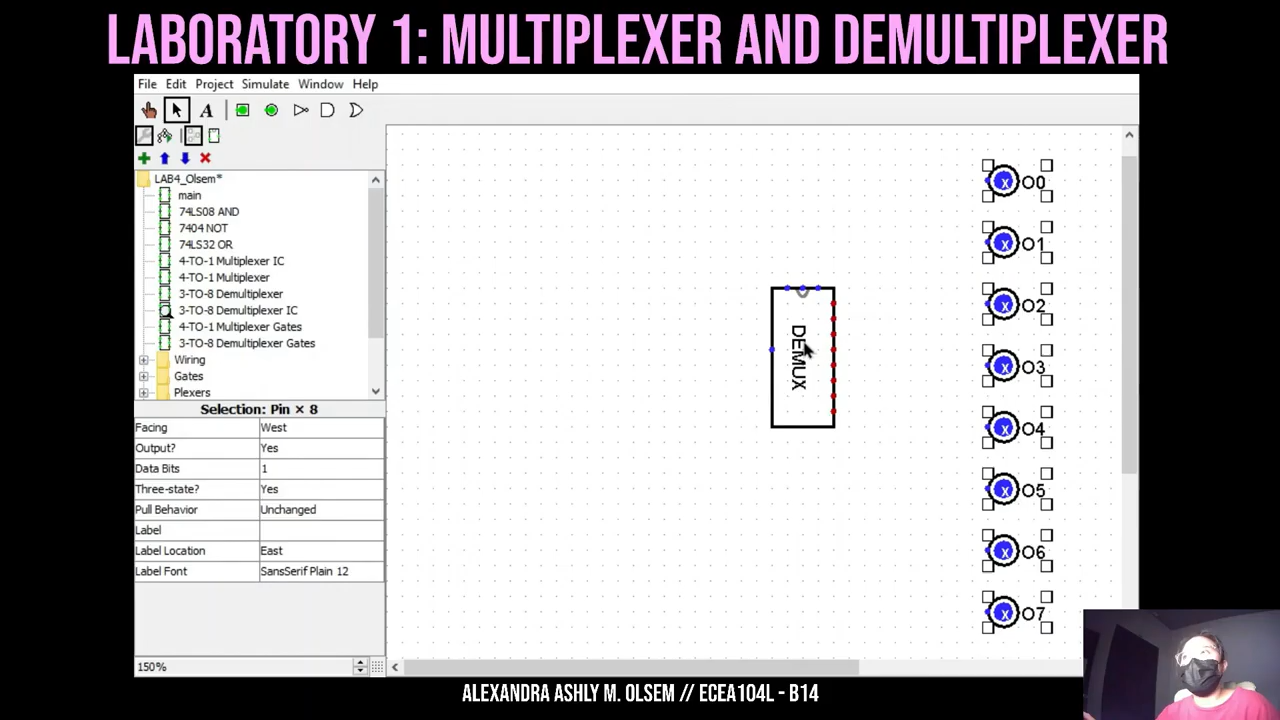 LABORATORY 1: MULTIPLEXER AND DEMULTIPLEXER
File Edit Project Simulate Window Help
A
LAB4_Olsem*
main
74LS08 AND
7404 NOT
74LS32 OR
4-TO-1 Multiplexer IC
4-TO-1 Multiplexer
3-TO-8 Demultiplexer
3-TO-8 Demultiplexer IC
4-TO-1 Multiplexer Gates
3-TO-8 Demultiplexer Gates
Wiring
Gates
Plexers
Selection: Pin × 8
Facing West
Output? Yes
Data Bits 1
Three-state? Yes
Pull Behavior Unchanged
Label
Label Location East
Label Font SansSerif Plain 12
150%
DEMUX
x O0
x O1
x O2
x O3
x O4
x O5
x O6
x O7
ALEXANDRA ASHLY M. OLSEM // ECEA104L - B14